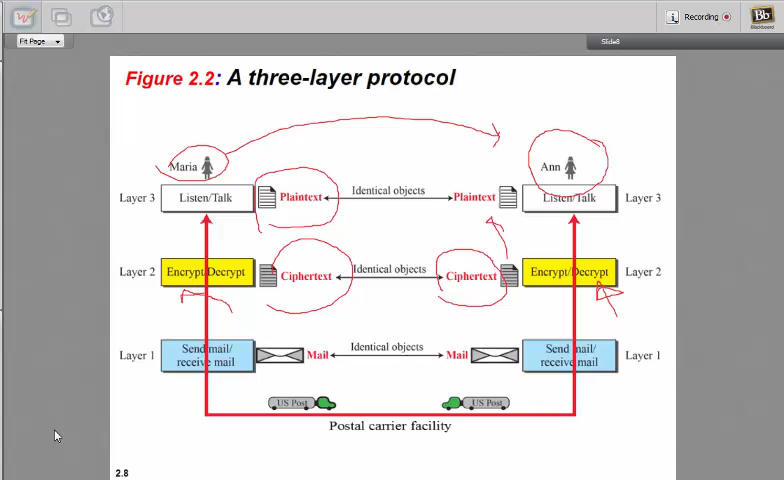 Recording
Bb
Blackboard
Fit Page
Slide8
Figure 2.2: A three-layer protocol
Maria
Ann
Layer 3 Listen/Talk Plaintext Identical objects Plaintext Listen/Talk Layer 3
Layer 2 Encrypt/Decrypt Ciphertext Identical objects Ciphertext Encrypt/Decrypt Layer 2
Layer 1 Send mail/ receive mail Mail Identical objects Mail Send mail/ receive mail Layer 1
US Post US Post
Postal carrier facility
2.8